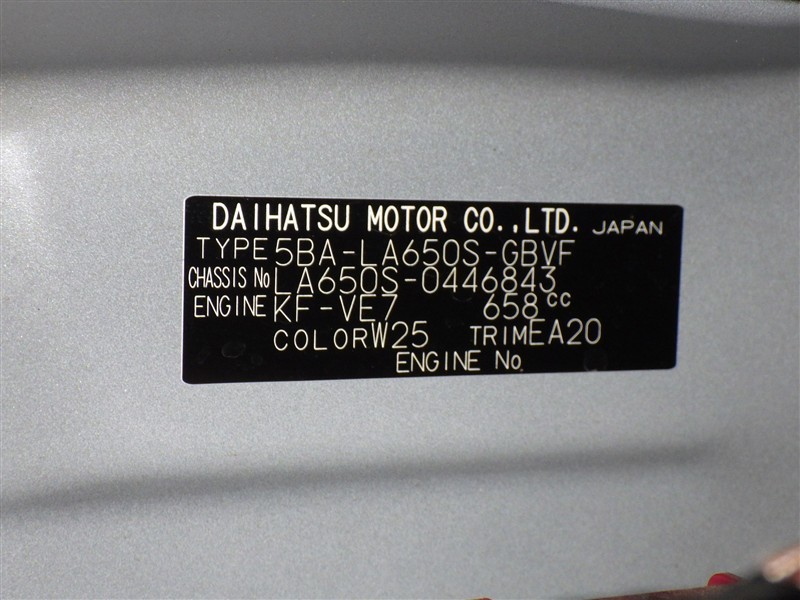 DAIHATSU MOTOR CO.,LTD. JAPAN
TYPE 5BA-LA650S-GBVF
CHASSIS No LA650S-0446843
ENGINE KF-VE7 658cc
COLOR W25 TRIM EA20
ENGINE No.